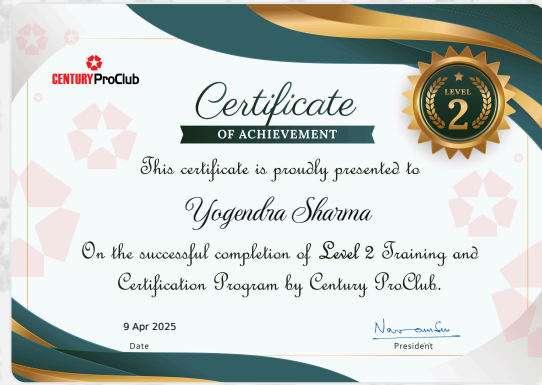 CENTURY ProClub
Certificate
OF ACHIEVEMENT
LEVEL
2
This certificate is proudly presented to
Yogendra Sharma
On the successful completion of Level 2 Training and
Certification Program by Century ProClub.
9 Apr 2025
Date
President